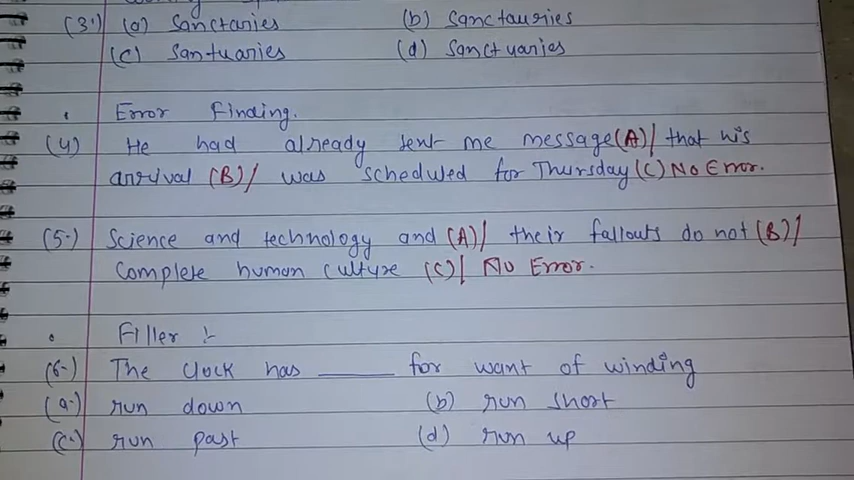 (3.) (a) Sanctaries (b) Sanctauries
(c) Santuaries (d) Sanctuaries
• Error Finding.
(4) He had already sent me message (A)/ that his
arrival (B)/ was scheduled for Thursday (C) No Error.
(5.) Science and technology and (A)/ their fallouts do not (B)/
Complete human culture (C)/ No Error.
• Filler :-
(6.) The clock has ______ for want of winding
(a.) run down (b) run short
(c.) run past (d) run up